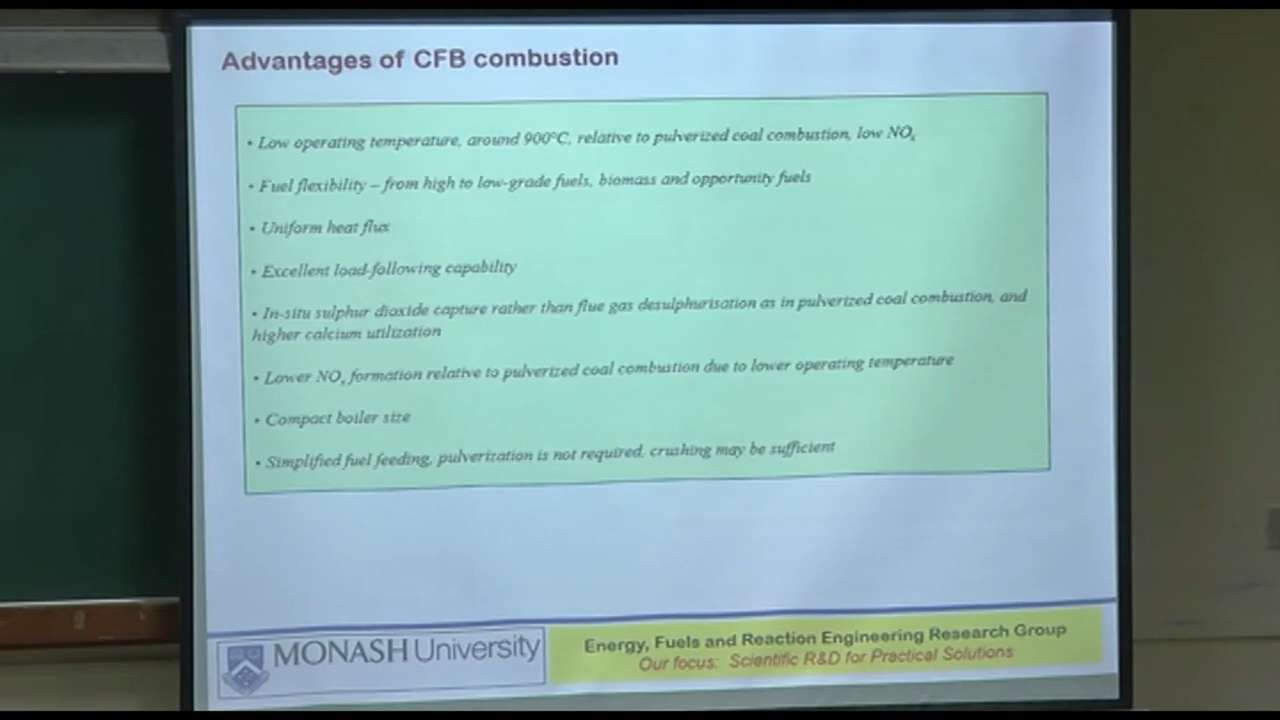 Advantages of CFB combustion
• Low operating temperature, around 900°C, relative to pulverized coal combustion, low NOx
• Fuel flexibility – from high to low-grade fuels, biomass and opportunity fuels
• Uniform heat flux
• Excellent load-following capability
• In-situ sulphur dioxide capture rather than flue gas desulphurisation as in pulverized coal combustion, and
higher calcium utilization
• Lower NOx formation relative to pulverized coal combustion due to lower operating temperature
• Compact boiler size
• Simplified fuel feeding, pulverization is not required, crushing may be sufficient
MONASH University
Energy, Fuels and Reaction Engineering Research Group
Our focus: Scientific R&D for Practical Solutions